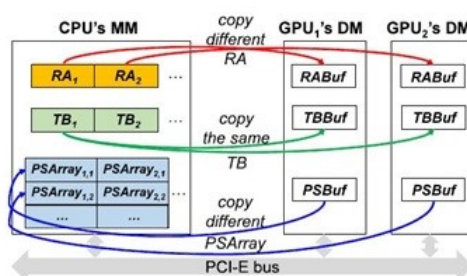 CPU's MM
copy
different
RA
GPU1's DM
GPU2's DM
RA1 RA2 ...
RABuf
RABuf
TB1 TB2 ...
copy
the same
TB
TBBuf
TBBuf
PSArray1,1 PSArray2,1
PSArray1,2 PSArray2,2 ...
... ...
copy
different
PSArray
PSBuf
PSBuf
PCI-E bus